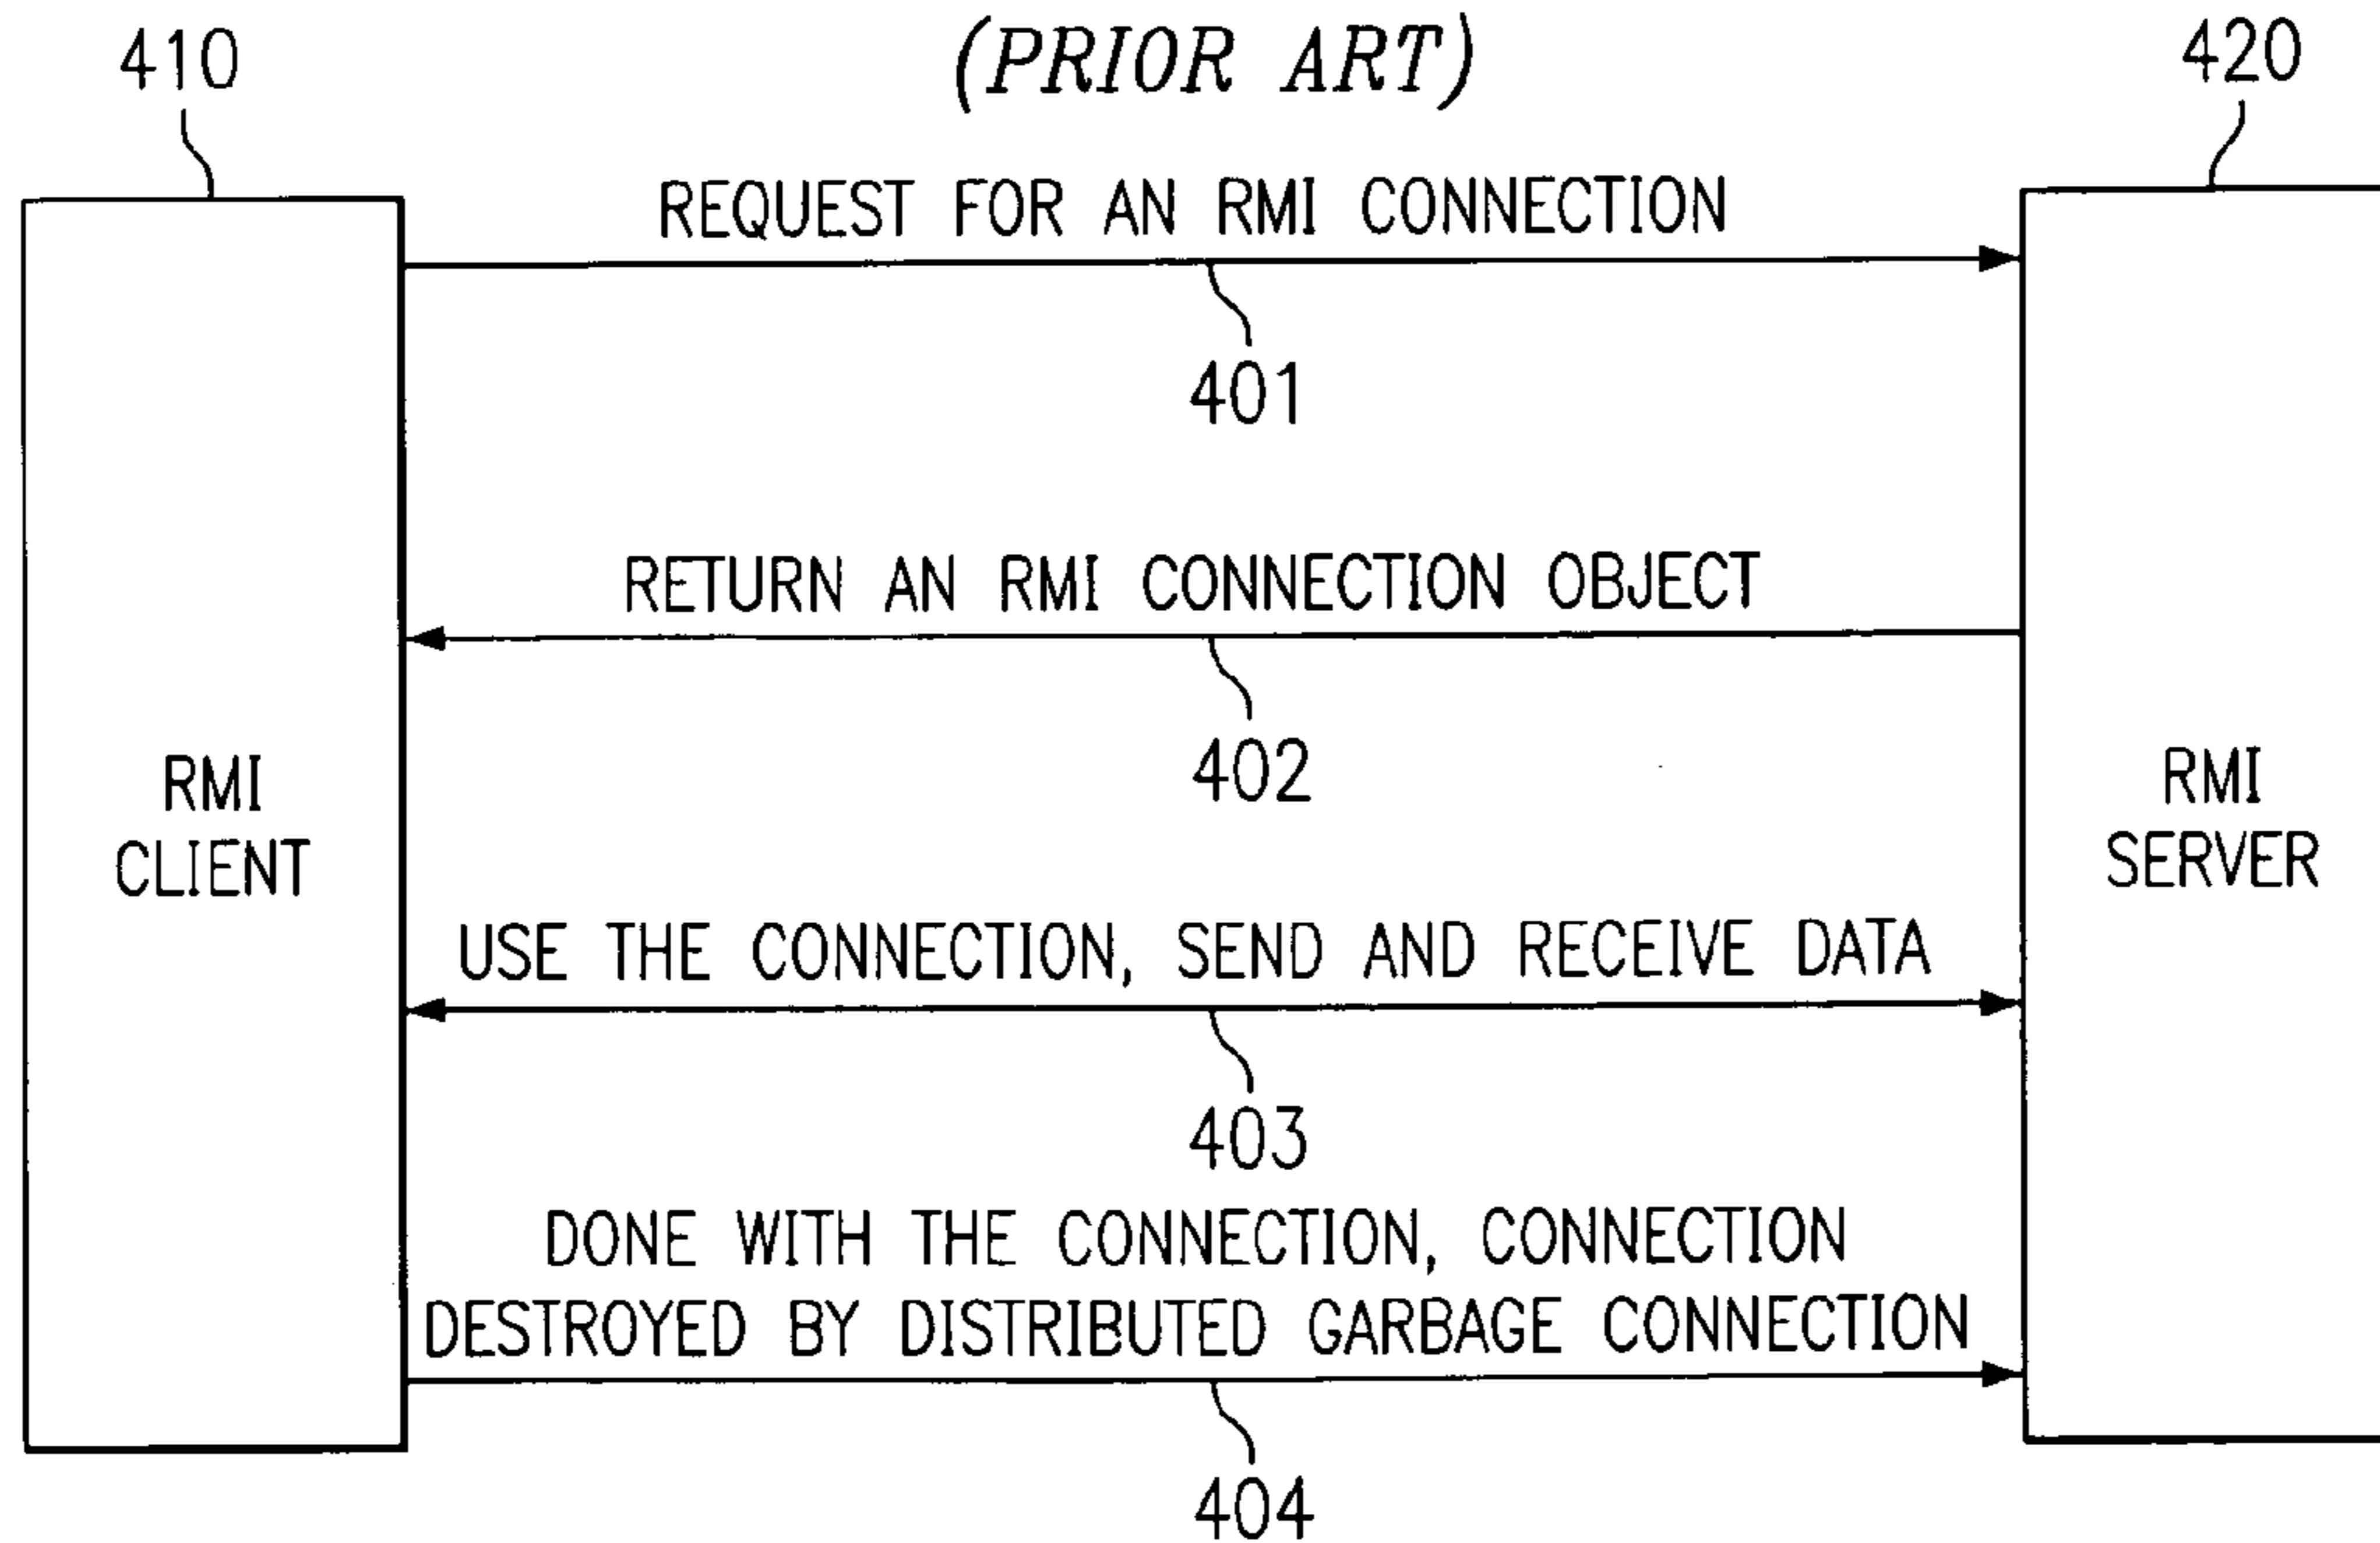 410
(PRIOR ART)
420
REQUEST FOR AN RMI CONNECTION
401
RETURN AN RMI CONNECTION OBJECT
402
RMI
CLIENT
RMI
SERVER
USE THE CONNECTION, SEND AND RECEIVE DATA
403
DONE WITH THE CONNECTION, CONNECTION
DESTROYED BY DISTRIBUTED GARBAGE CONNECTION
404